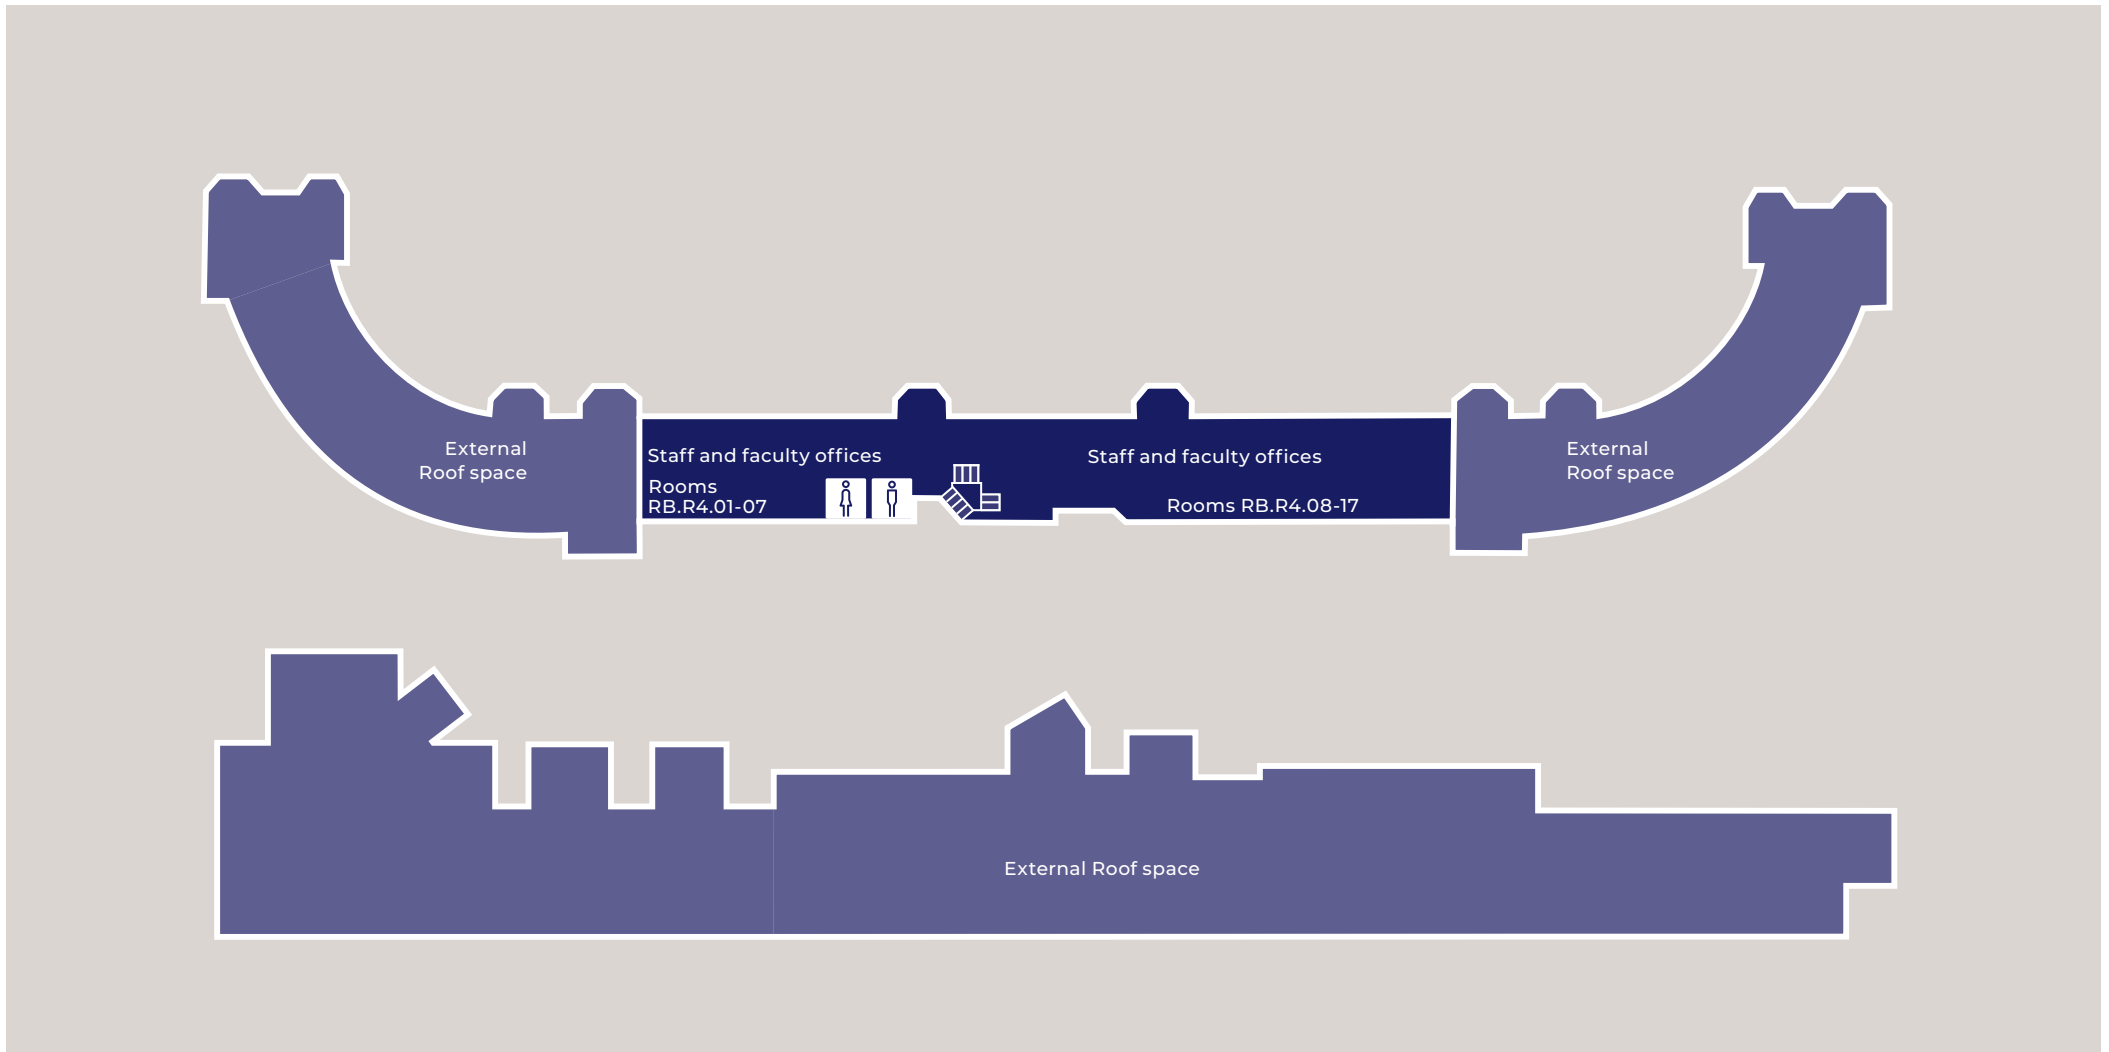 External
Roof space
Staff and faculty offices
Rooms
RB.R4.01-07
Staff and faculty offices
Rooms RB.R4.08-17
External
Roof space
External Roof space